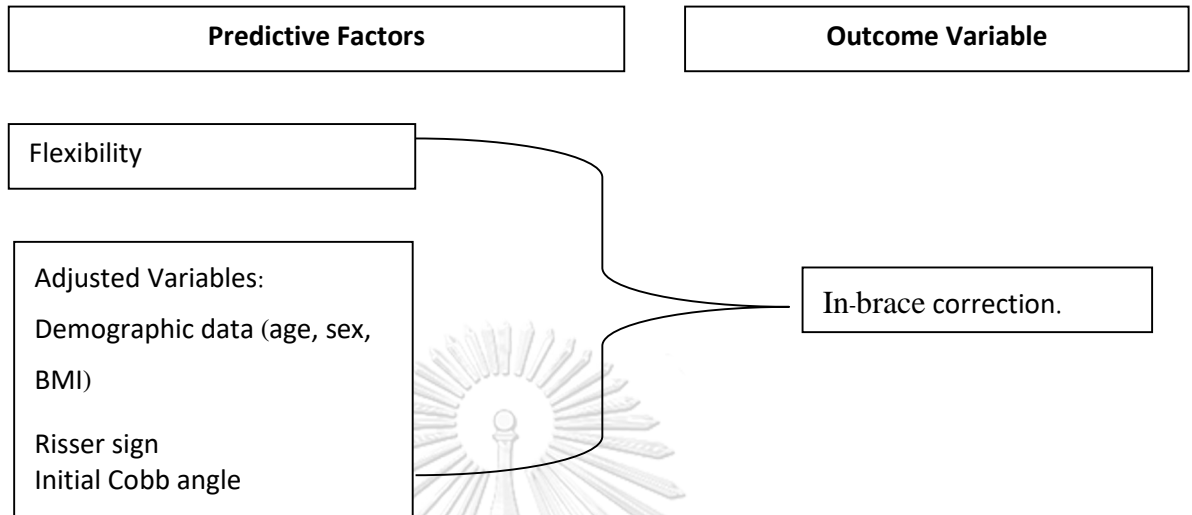 Predictive Factors
Outcome Variable
Flexibility
Adjusted Variables:
Demographic data (age, sex,
BMI)
Risser sign
Initial Cobb angle
In-brace correction.